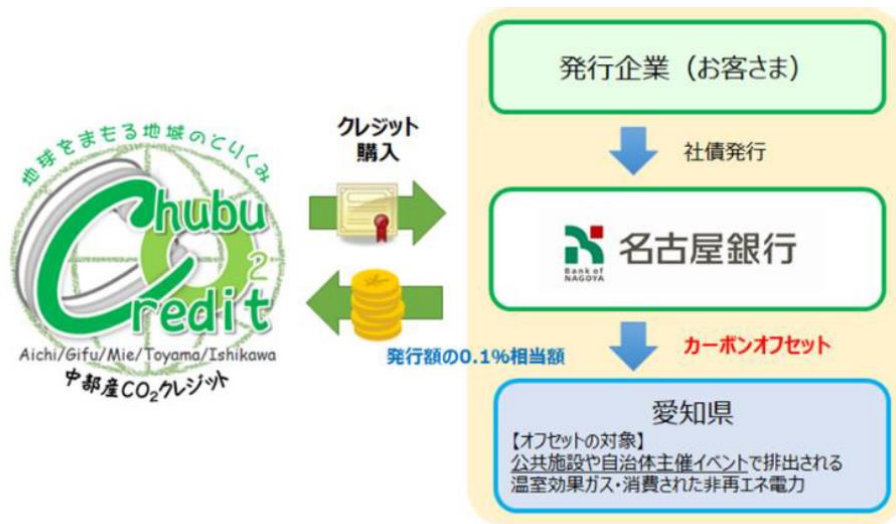 地球をまもる地域のとりくみ
Chubu
CO2
Credit
Aichi/Gifu/Mie/Toyama/Ishikawa
中部産CO₂クレジット
クレジット
購入
発行額の0.1%相当額
発行企業（お客さま）
社債発行
Bank of
NAGOYA
名古屋銀行
カーボンオフセット
愛知県
【オフセットの対象】
公共施設や自治体主催イベントで排出される
温室効果ガス・消費された非再エネ電力